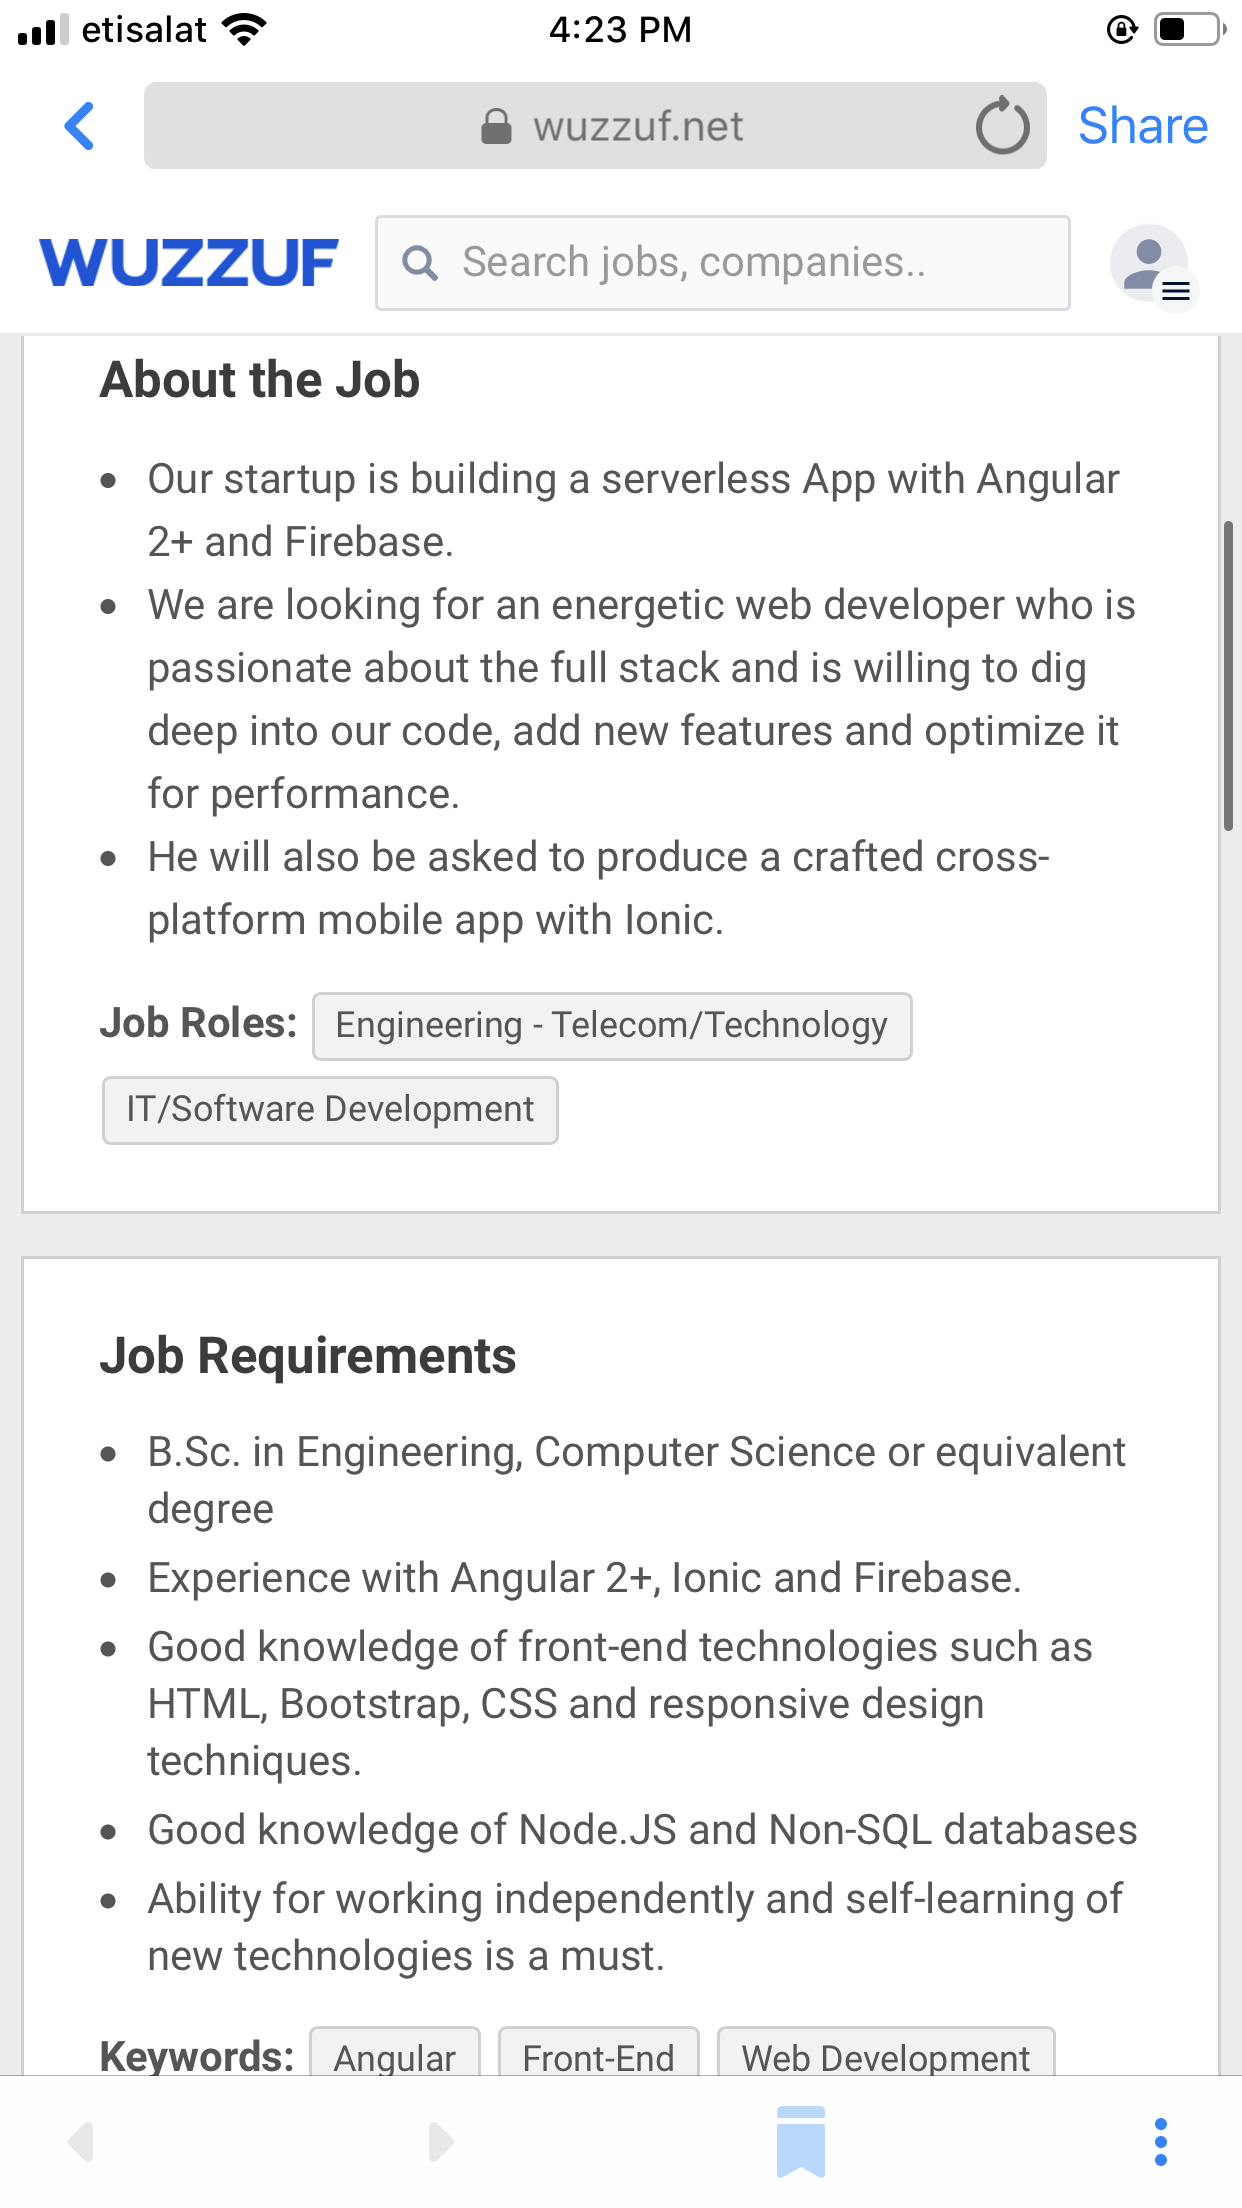 etisalat 4:23 PM
wuzzuf.net Share
WUZZUF Search jobs, companies..
About the Job
• Our startup is building a serverless App with Angular
2+ and Firebase.
• We are looking for an energetic web developer who is
passionate about the full stack and is willing to dig
deep into our code, add new features and optimize it
for performance.
• He will also be asked to produce a crafted cross-
platform mobile app with Ionic.
Job Roles: Engineering - Telecom/Technology
IT/Software Development
Job Requirements
• B.Sc. in Engineering, Computer Science or equivalent
degree
• Experience with Angular 2+, Ionic and Firebase.
• Good knowledge of front-end technologies such as
HTML, Bootstrap, CSS and responsive design
techniques.
• Good knowledge of Node.JS and Non-SQL databases
• Ability for working independently and self-learning of
new technologies is a must.
Keywords: Angular Front-End Web Development